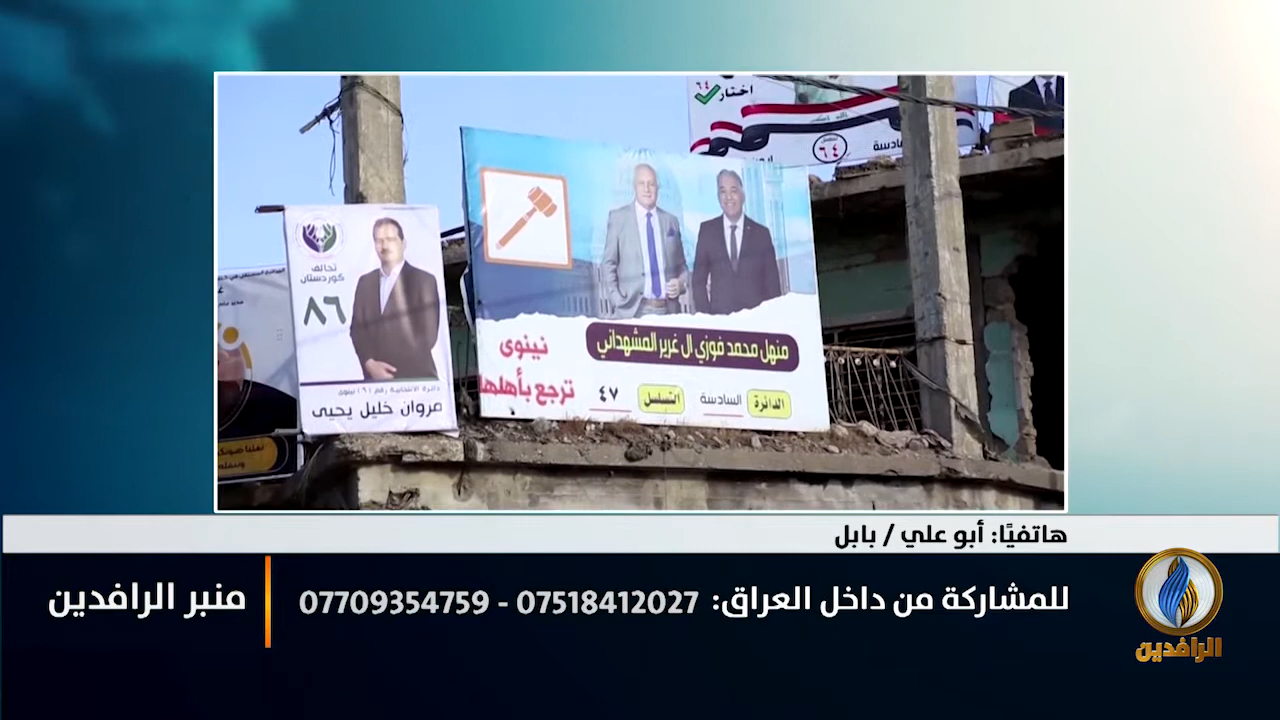 ٦٤
اختار
تسلسل
٦٤
السادسة
تحالف
كوردستان
٨٦
دائرة الانتخابية رقم (٦) نينوى
مروان خليل يحيى
منهل محمد فوزي ال غرير المشهداني
نينوى
ترجع بأهلها
الدائرة السادسة التسلسل ٤٧
هاتفيًا: أبو علي / بابل
للمشاركة من داخل العراق: 07518412027 - 07709354759
منبر الرافدين
الرافدين